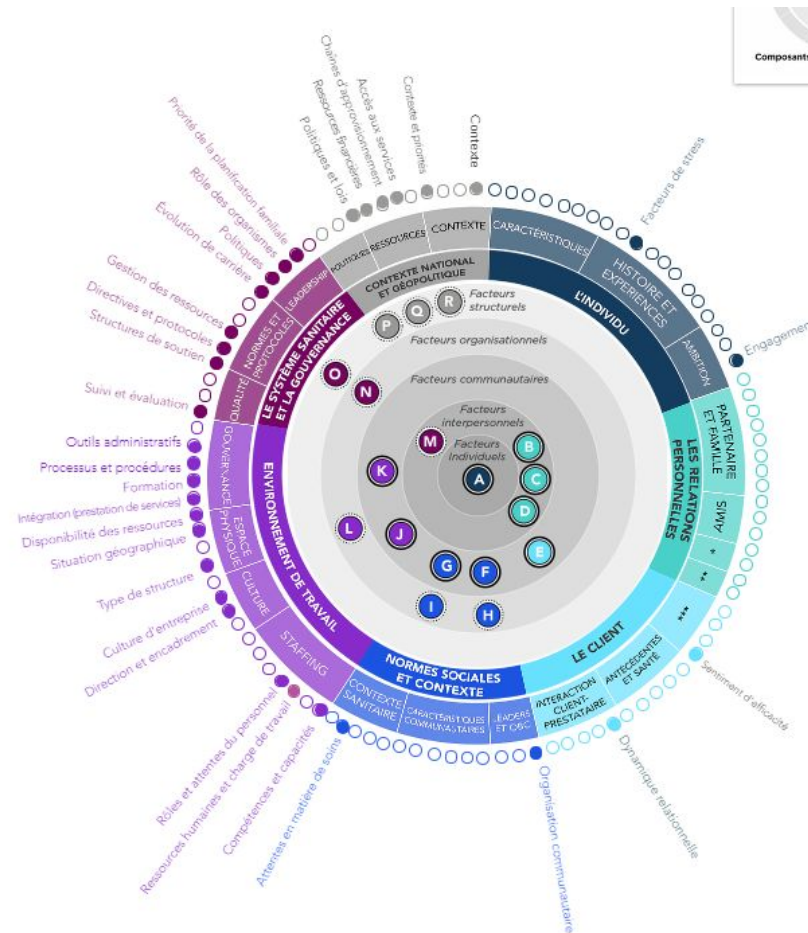 Composants
Contexte
Contexte et priorités
Accès aux services
Chaînes d'approvisionnement
Ressources financières
Politiques et lois
Priorité de la planification familiale
Rôle des organismes
Politiques
Évolution de carrière
Gestion des ressources
Directives et protocoles
Structures de soutien
Suivi et évaluation
Outils administratifs
Processus et procédures
Formation
Intégration (prestation de services)
Disponibilité des ressources
Situation géographique
Type de structure
Culture d'entreprise
Direction et encadrement
Rôles et attentes du personnel
Ressources humaines et charge de travail
Compétences et capacités
Attentes en matière de soins
Organisation communautaire
Dynamique relationnelle
Sentiment d'efficacité
Engagement
Facteurs de stress
CARACTÉRISTIQUES
HISTOIRE ET
EXPÉRIENCES
AMBITION
PARTENAIRE
ET FAMILLE
AMIS
*
**
***
ANTÉCÉDENTES
ET SANTÉ
INTERACTION
CLIENT-
PRESTATAIRE
LEADERS
ET OBC
CARACTÉRISTIQUES
COMMUNAUTAIRES
CONTEXTE
SANITAIRE
STAFFING
CULTURE
ESPACE
PHYSIQUE
GOUVERNANCE
QUALITÉ
NORMES ET
PROTOCOLES
LEADERSHIP
POLITIQUES
RESSOURCES
CONTEXTE
L'INDIVIDU
LES RELATIONS
PERSONNELLES
LE CLIENT
NORMES SOCIALES
ET CONTEXTE
ENVIRONNEMENT DE TRAVAIL
LE SYSTÈME SANITAIRE
ET LA GOUVERNANCE
CONTEXTE NATIONAL
ET GÉOPOLITIQUE
Facteurs
structurels
Facteurs organisationnels
Facteurs communautaires
Facteurs
interpersonnels
Facteurs
Individuels
R
Q
P
O
N
M
B
K
A
C
D
L
J
E
G
F
I
H